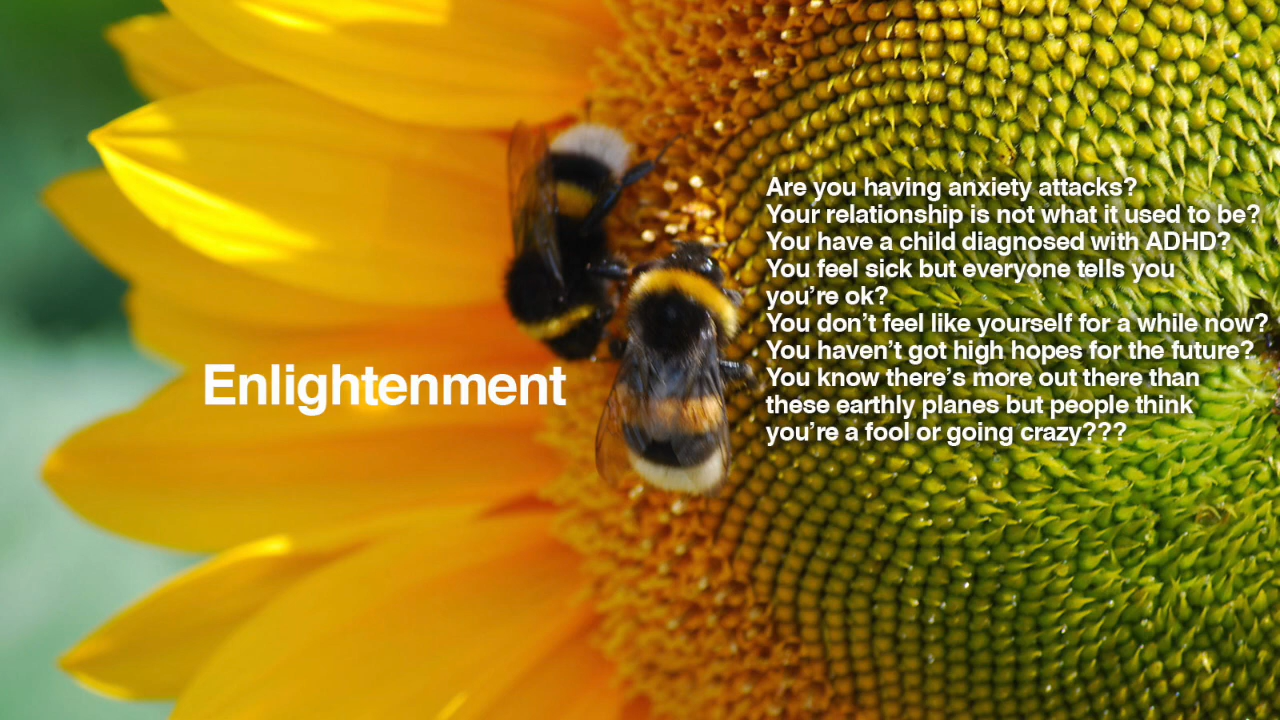 Enlightenment
Are you having anxiety attacks?
Your relationship is not what it used to be?
You have a child diagnosed with ADHD?
You feel sick but everyone tells you
you're ok?
You don't feel like yourself for a while now?
You haven't got high hopes for the future?
You know there's more out there than
these earthly planes but people think
you're a fool or going crazy???